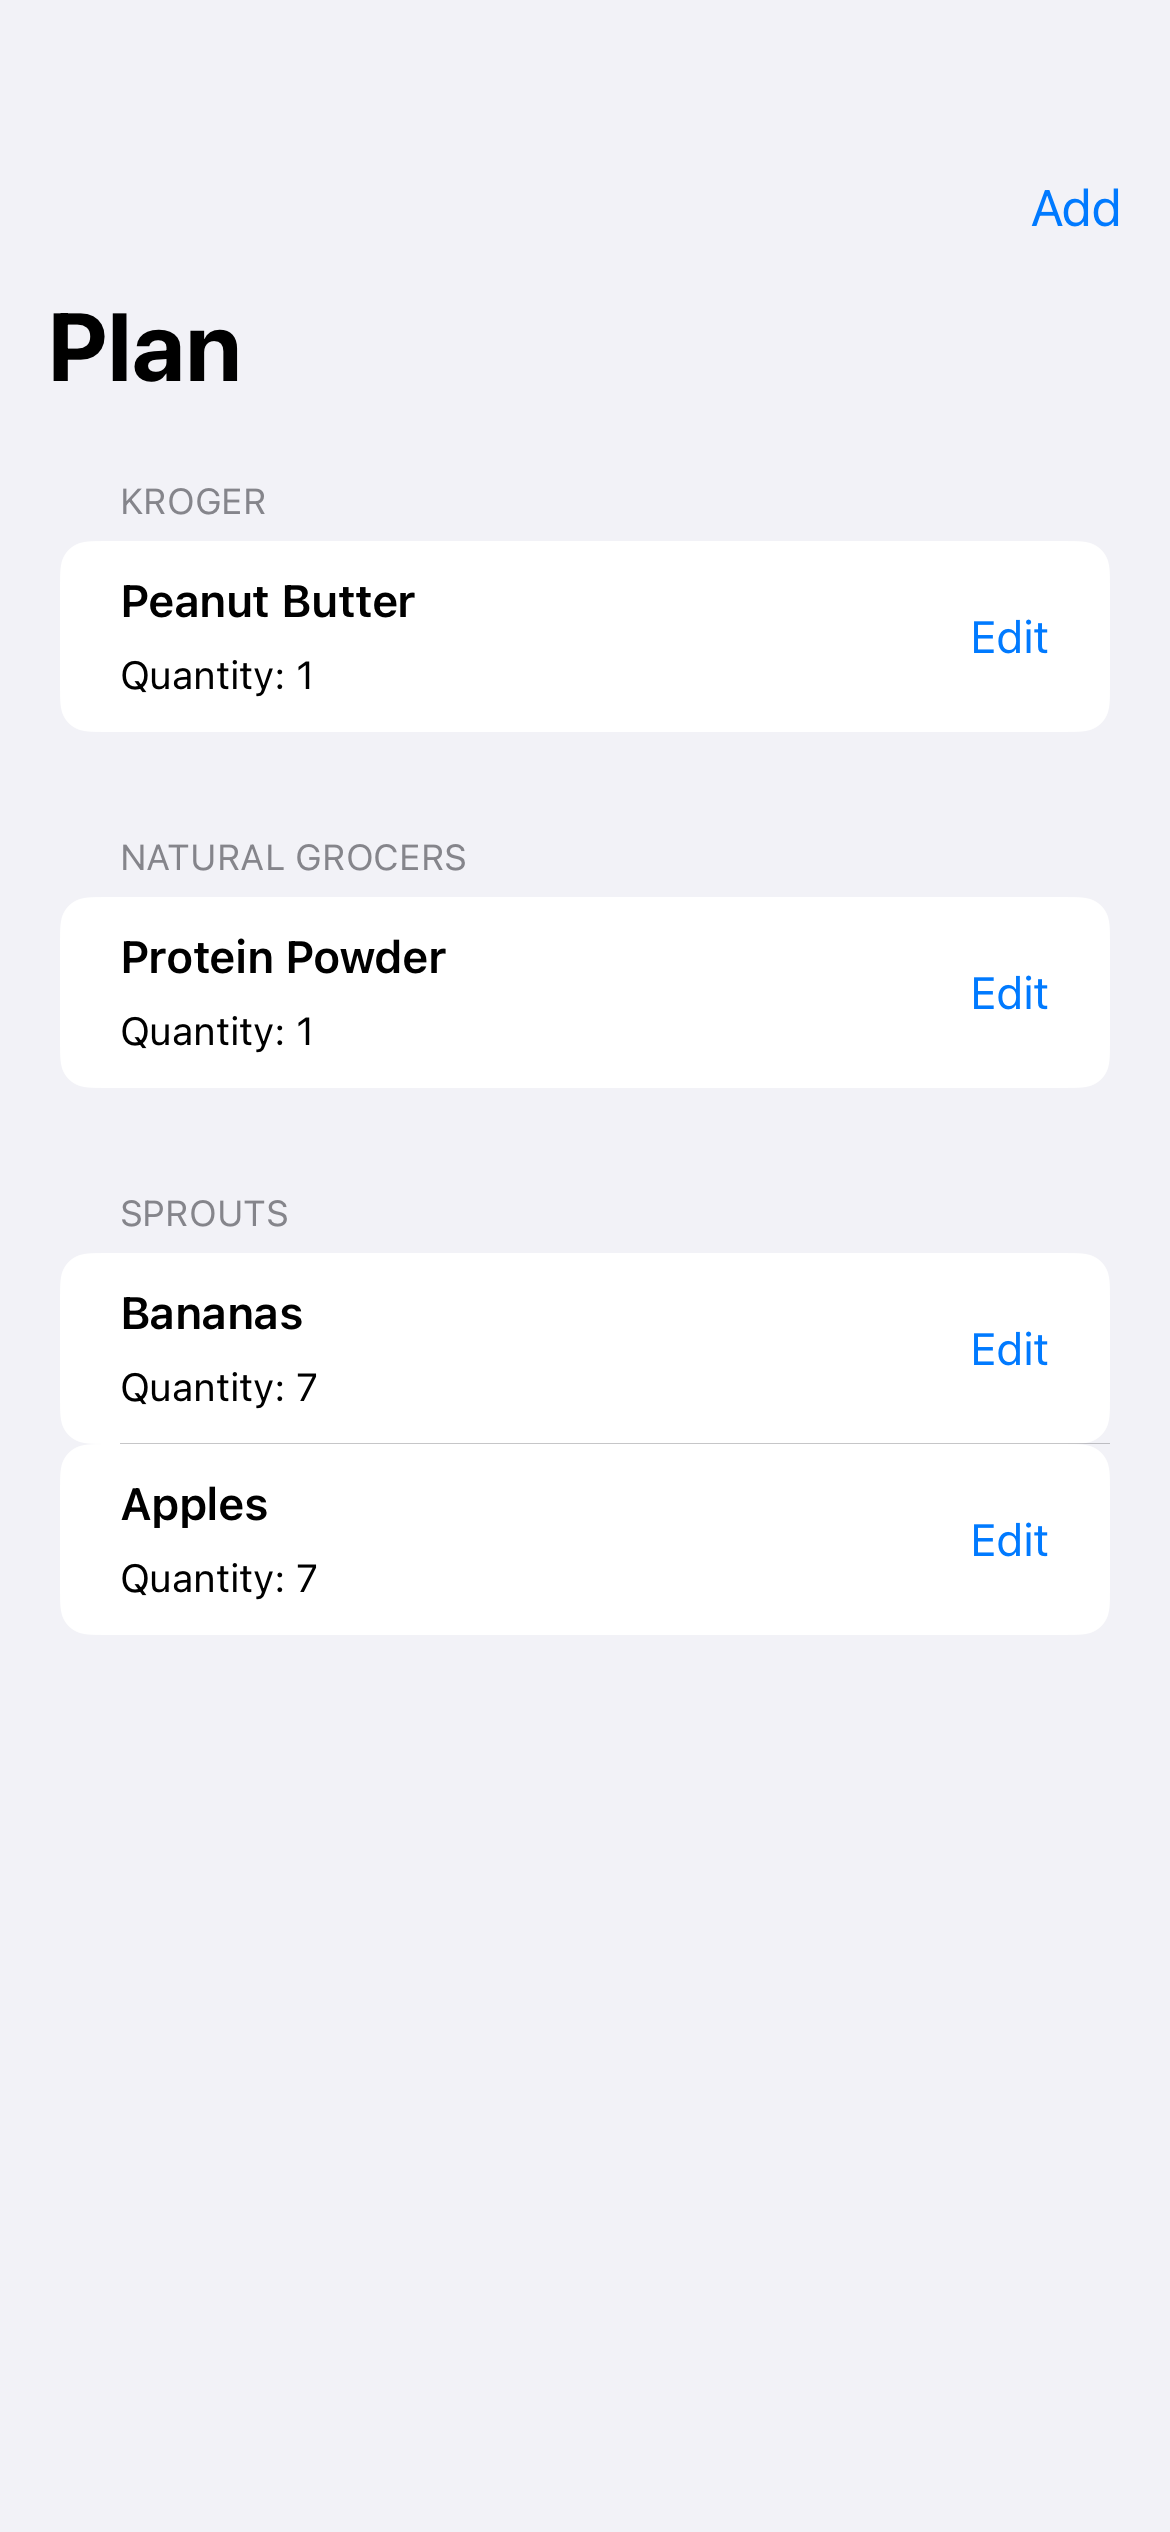 Add
Plan
KROGER
Peanut Butter
Edit
Quantity: 1
NATURAL GROCERS
Protein Powder
Edit
Quantity: 1
SPROUTS
Bananas
Edit
Quantity: 7
Apples
Edit
Quantity: 7